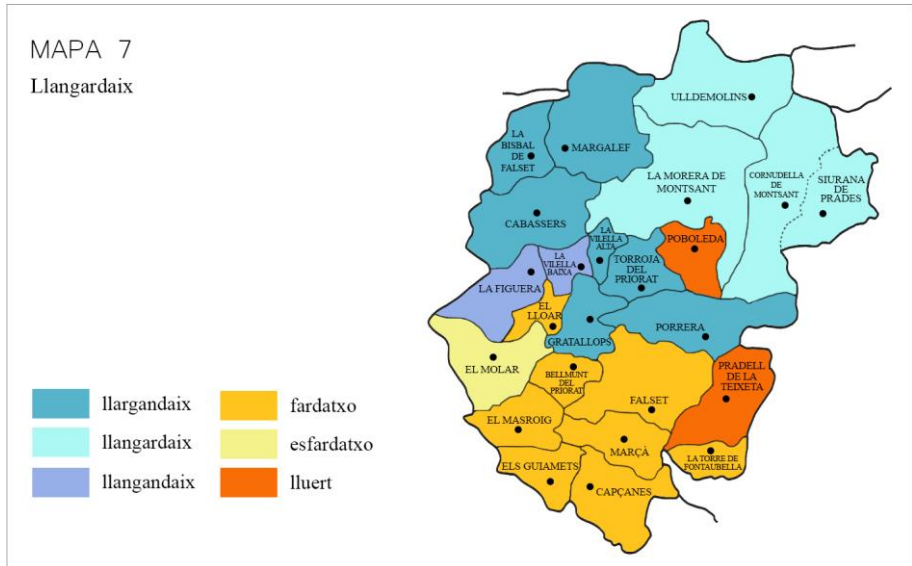 MAPA 7
Llangardaix
ULLDEMOLINS
LA
BISBAL
DE
FALSET
MARGALEF
LA MORERA DE
MONTSANT
CORNUDELLA
DE
MONTSANT
SIURANA
DE
PRADES
CABASSERS
LA
VILELLA
ALTA
POBOLEDA
LA
VILELLA
BAIXA
TORROJA
DEL
PRIORAT
LA FIGUERA
EL
LLOAR
GRATALLOPS
PORRERA
EL MOLAR
BELLMUNT
DEL
PRIORAT
PRADELL
DE LA
TEIXETA
FALSET
EL MASROIG
MARÇÀ
LA TORRE DE
FONTAUBELLA
ELS GUIAMETS
CAPÇANES
llargandaix
llangardaix
llangandaix
fardatxo
esfardatxo
lluert